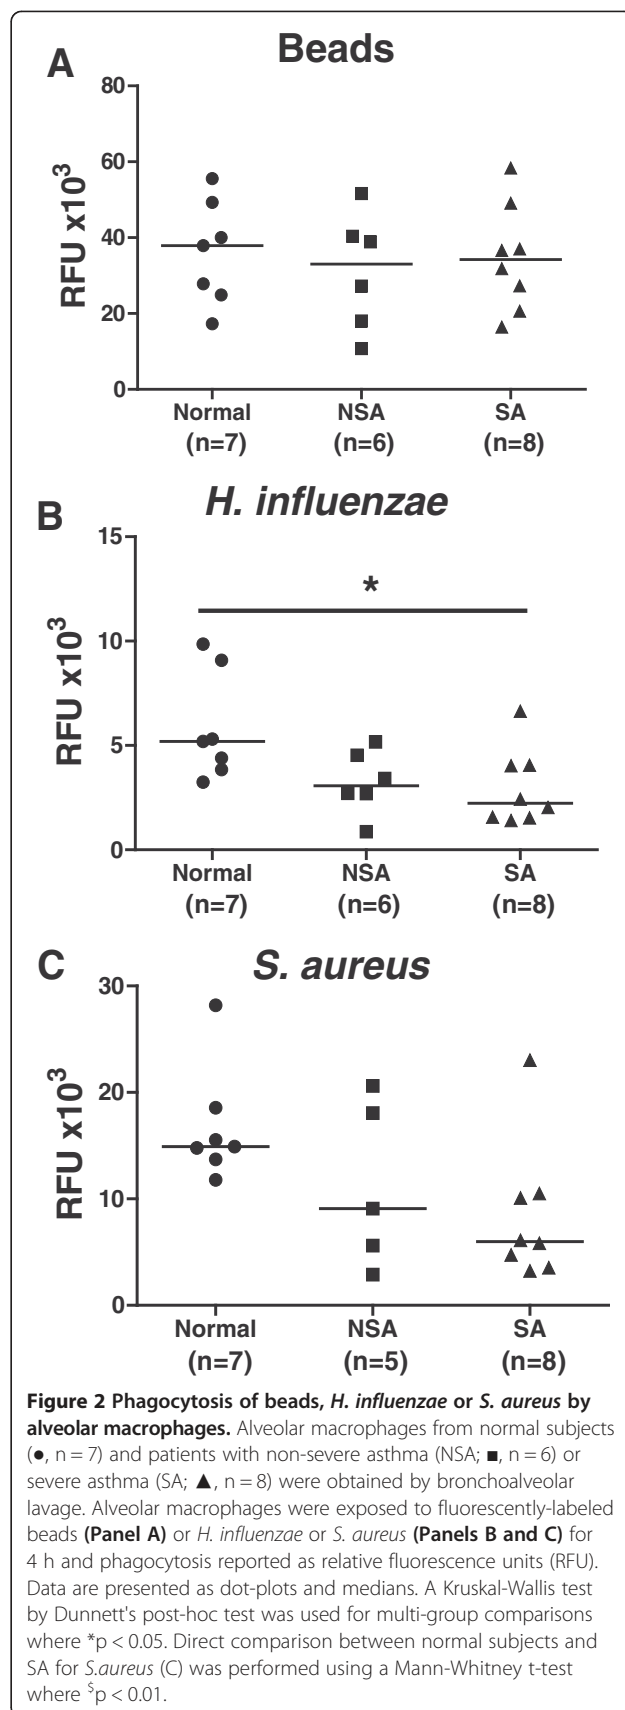 A
Beads
80
60
40
20
0
RFU x10³
Normal
NSA
SA
(n=7)
(n=6)
(n=8)
B
H. influenzae
15
10
5
0
RFU x10³
*
Normal
NSA
SA
(n=7)
(n=6)
(n=8)
C
S. aureus
30
20
10
0
RFU x10³
Normal
NSA
SA
(n=7)
(n=5)
(n=8)
Figure 2 Phagocytosis of beads, H. influenzae or S. aureus by
alveolar macrophages. Alveolar macrophages from normal subjects
(●, n = 7) and patients with non-severe asthma (NSA; ■, n = 6) or
severe asthma (SA; ▲, n = 8) were obtained by bronchoalveolar
lavage. Alveolar macrophages were exposed to fluorescently-labeled
beads (Panel A) or H. influenzae or S. aureus (Panels B and C) for
4 h and phagocytosis reported as relative fluorescence units (RFU).
Data are presented as dot-plots and medians. A Kruskal-Wallis test
by Dunnett's post-hoc test was used for multi-group comparisons
where *p < 0.05. Direct comparison between normal subjects and
SA for S.aureus (C) was performed using a Mann-Whitney t-test
where $p < 0.01.